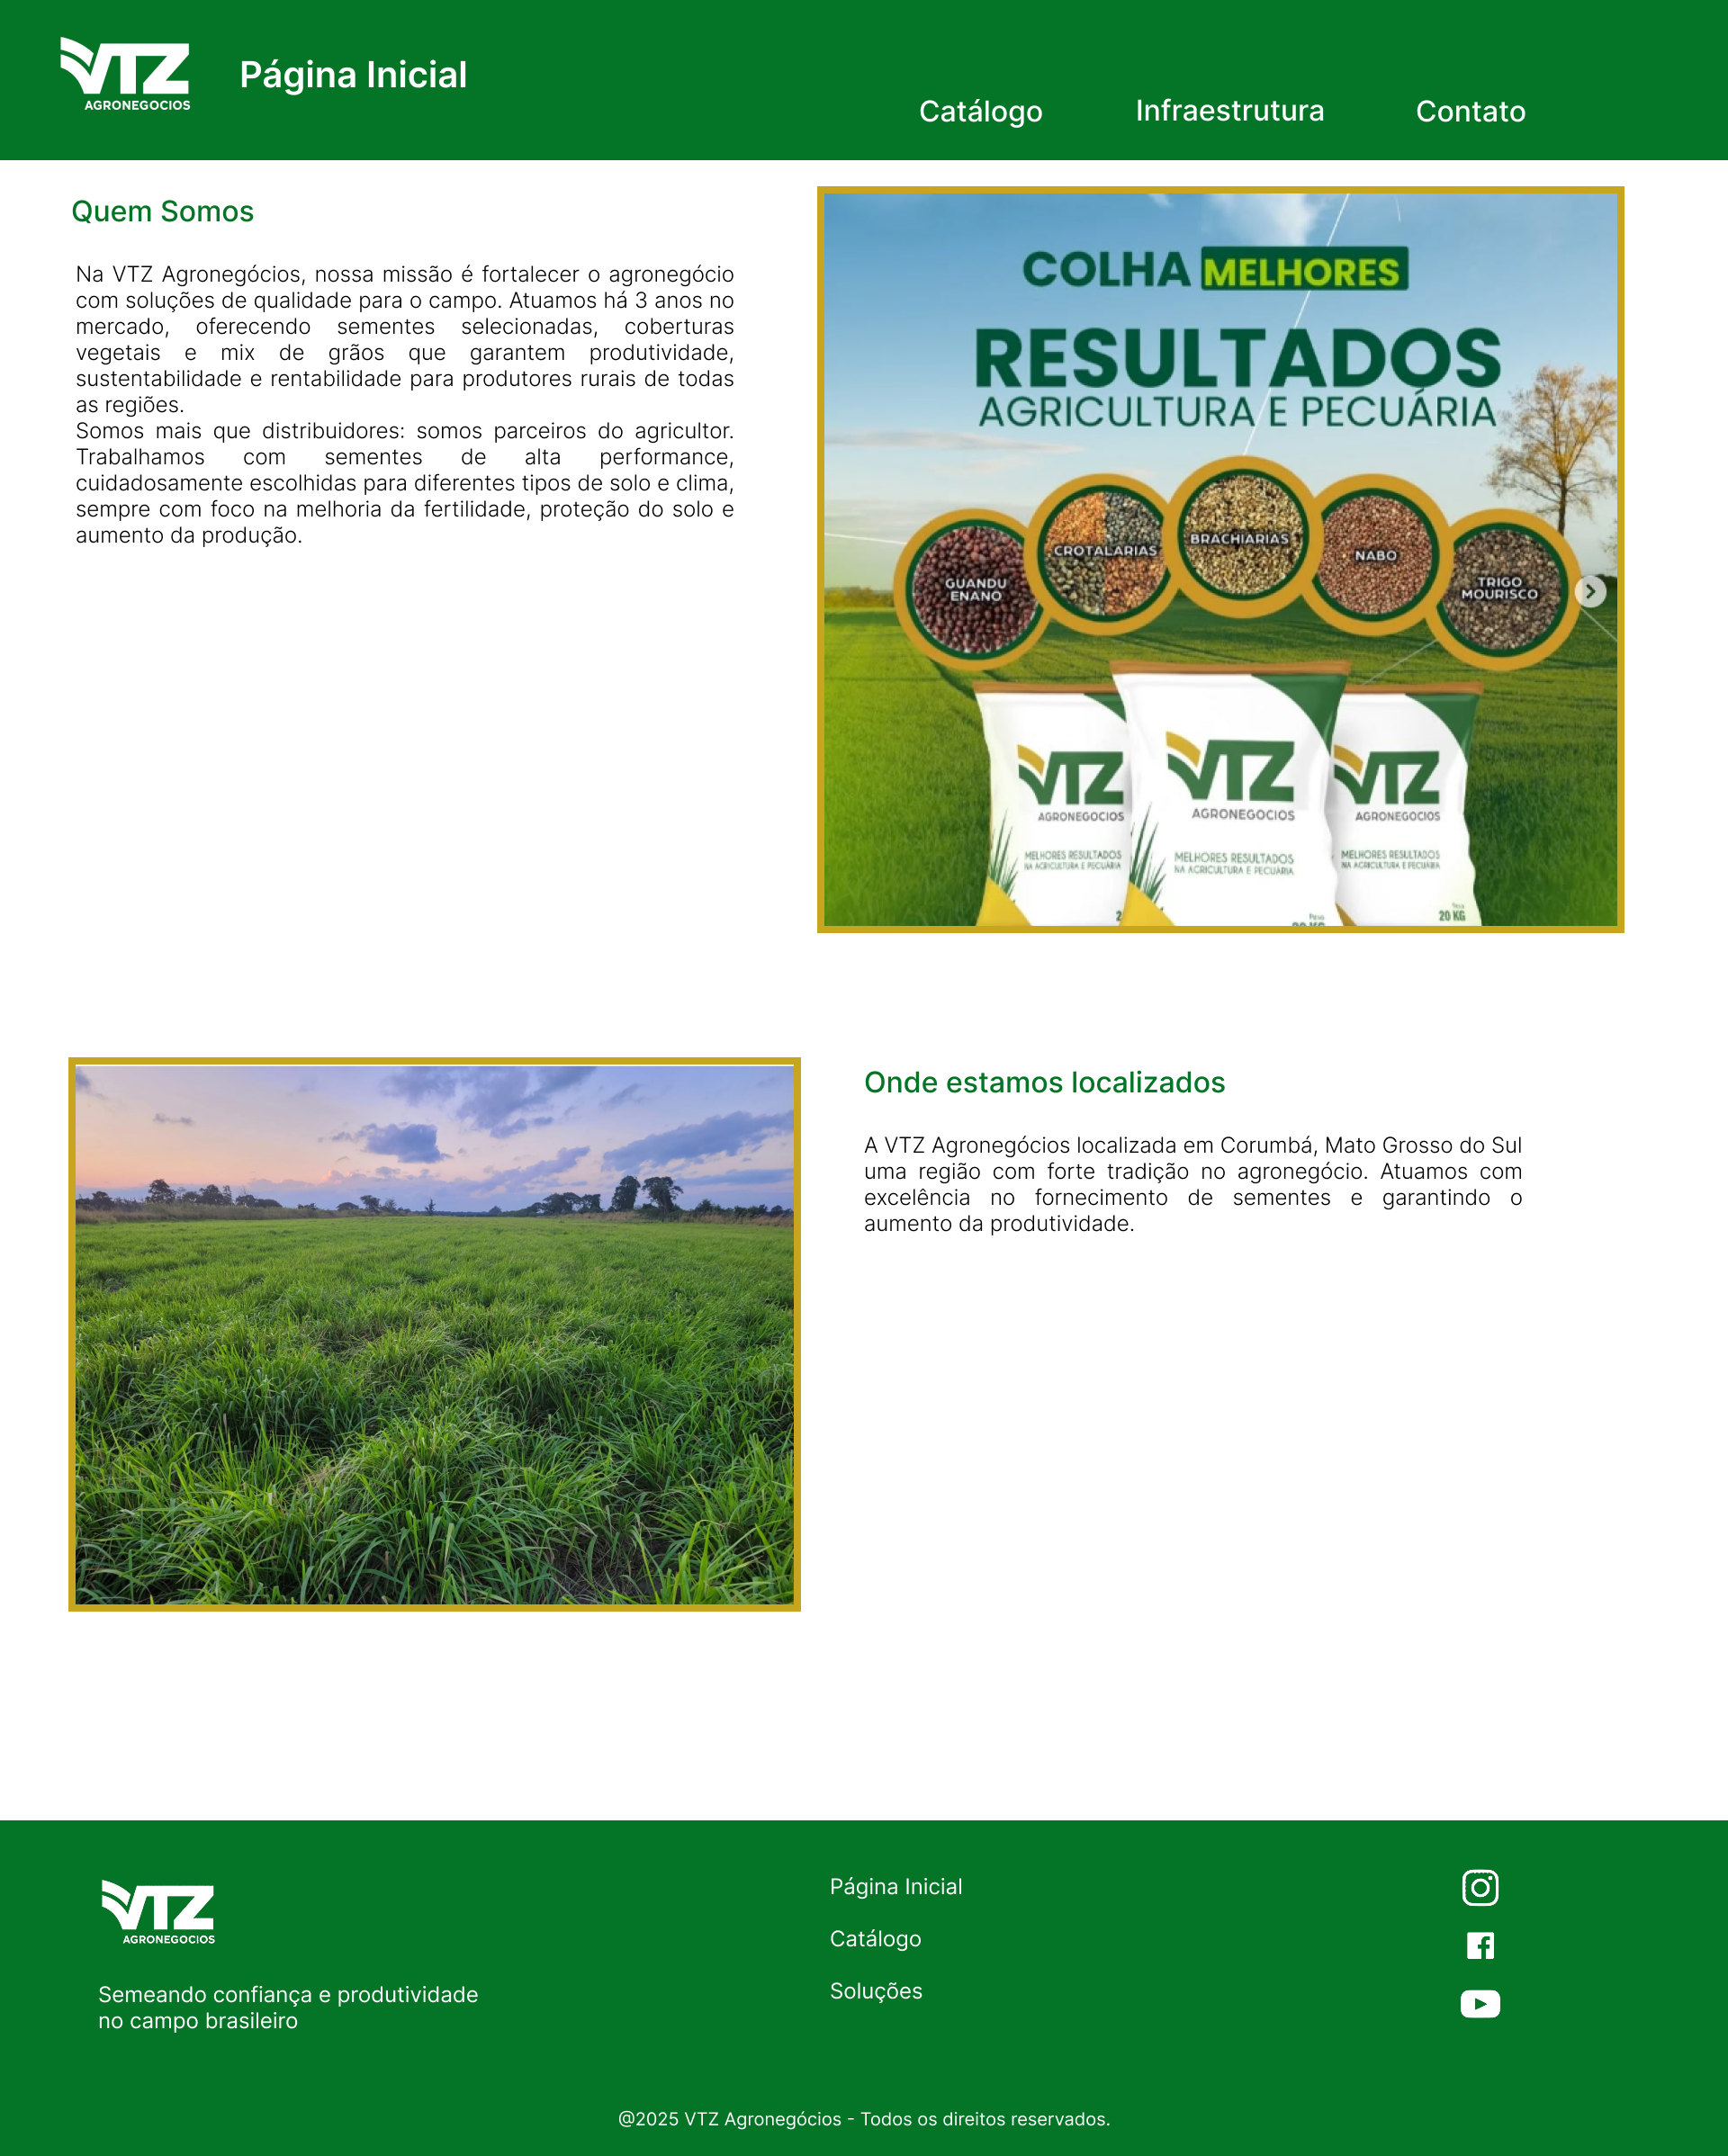 VTZ
AGRONEGOCIOS
Página Inicial
Catálogo
Infraestrutura
Contato
Quem Somos
Na VTZ Agronegócios, nossa missão é fortalecer o agronegócio
com soluções de qualidade para o campo. Atuamos há 3 anos no
mercado, oferecendo sementes selecionadas, coberturas
vegetais e mix de grãos que garantem produtividade,
sustentabilidade e rentabilidade para produtores rurais de todas
as regiões.
Somos mais que distribuidores: somos parceiros do agricultor.
Trabalhamos com sementes de alta performance,
cuidadosamente escolhidas para diferentes tipos de solo e clima,
sempre com foco na melhoria da fertilidade, proteção do solo e
aumento da produção.
COLHA MELHORES
RESULTADOS
AGRICULTURA E PECUÁRIA
GUANDU
ENANO
CROTALARIAS
BRACHIARIAS
NABO
TRIGO
MOURISCO
VTZ
AGRONEGOCIOS
MELHORES RESULTADOS
NA AGRICULTURA E PECUÁRIA
2
VTZ
AGRONEGOCIOS
MELHORES RESULTADOS
NA AGRICULTURA E PECUÁRIA
Peso
20 KG
VTZ
AGRONEGOCIOS
MELHORES RESULTADOS
NA AGRICULTURA E PECUÁRIA
Peso
20 KG
Onde estamos localizados
A VTZ Agronegócios localizada em Corumbá, Mato Grosso do Sul
uma região com forte tradição no agronegócio. Atuamos com
excelência no fornecimento de sementes e garantindo o
aumento da produtividade.
VTZ
AGRONEGOCIOS
Semeando confiança e produtividade
no campo brasileiro
Página Inicial
Catálogo
Soluções
@2025 VTZ Agronegócios - Todos os direitos reservados.